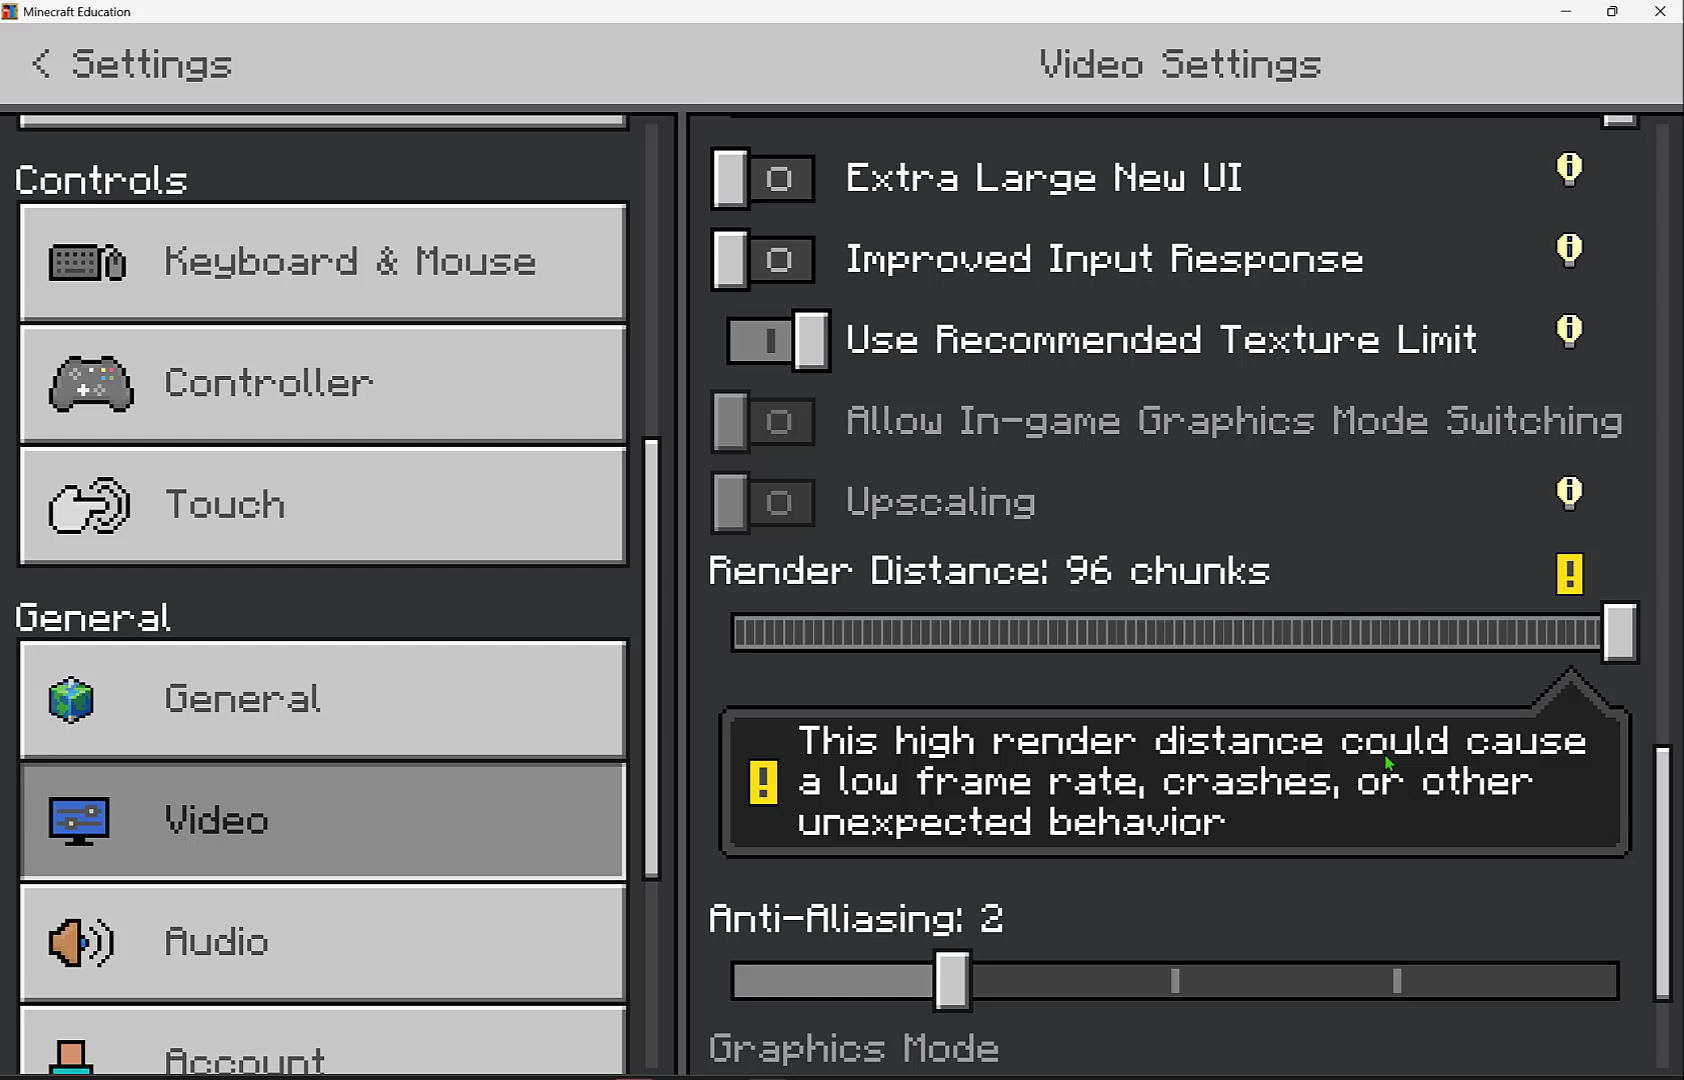 Minecraft Education
< Settings
Video Settings
Controls
Keyboard & Mouse
Controller
Touch
General
General
Video
Audio
Account
Extra Large New UI
Improved Input Response
Use Recommended Texture Limit
Allow In-game Graphics Mode Switching
Upscaling
Render Distance: 96 chunks
This high render distance could cause
a low frame rate, crashes, or other
unexpected behavior
Anti-Aliasing: 2
Graphics Mode